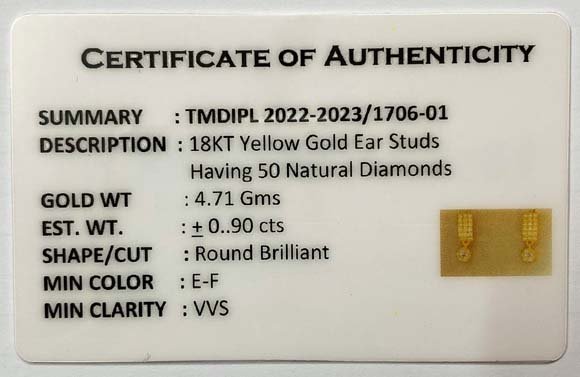 CERTIFICATE OF AUTHENTICITY
SUMMARY : TMDIPL 2022-2023/1706-01
DESCRIPTION : 18KT Yellow Gold Ear Studs
Having 50 Natural Diamonds
GOLD WT : 4.71 Gms
EST. WT. : ± 0..90 cts
SHAPE/CUT : Round Brilliant
MIN COLOR : E-F
MIN CLARITY : VVS